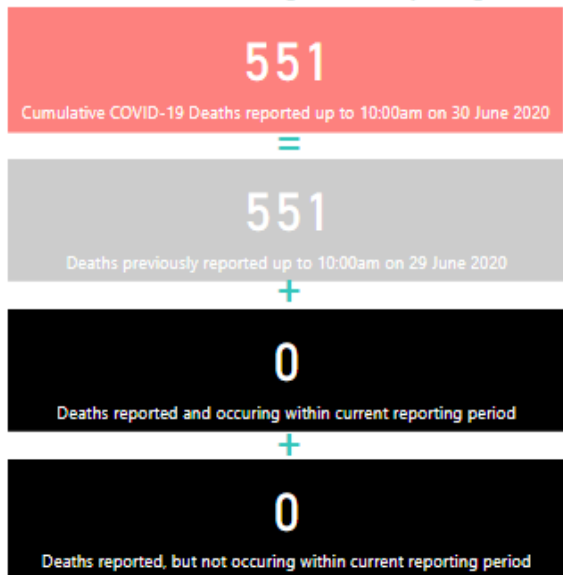 551
Cumulative COVID-19 Deaths reported up to 10:00am on 30 June 2020
=
551
Deaths previously reported up to 10:00am on 29 June 2020
+
0
Deaths reported and occuring within current reporting period
+
0
Deaths reported, but not occuring within current reporting period